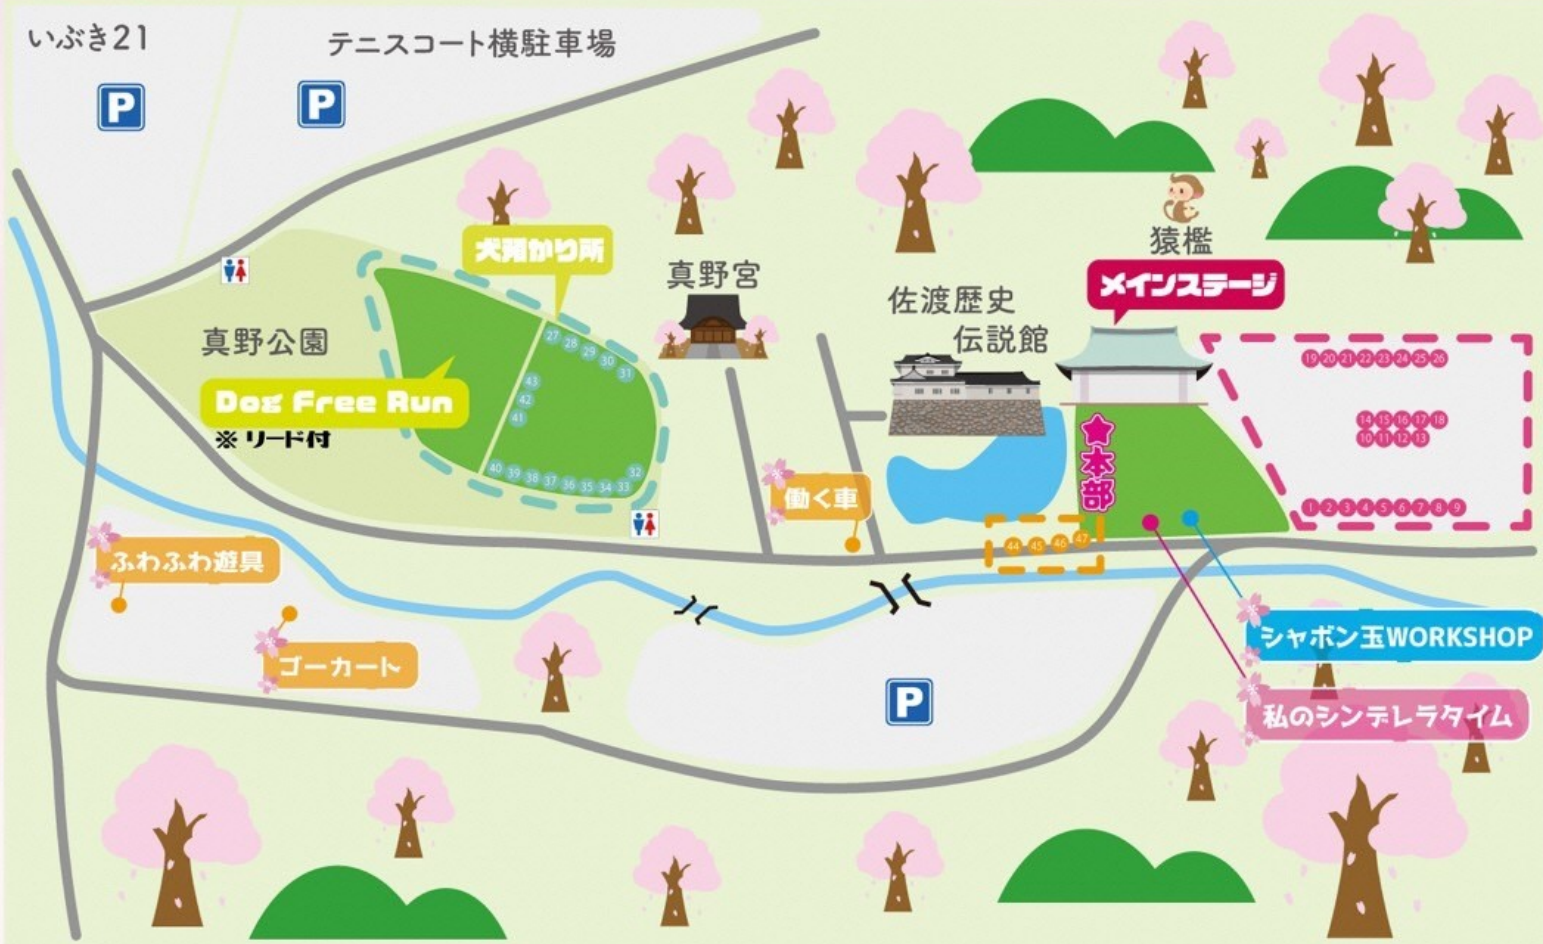 いぶき21
テニスコート横駐車場
P
P
犬預かり所
真野宮
猿檻
メインステージ
佐渡歴史
伝説館
真野公園
Dog Free Run
※ リード付
27 28 29 30 31
43
42
41
40 39 38 37 36 35 34 33 32
19 20 21 22 23 24 25 26
14 15 16 17 18
10 11 12 13
1 2 3 4 5 6 7 8 9
★本部
働く車
44 45 46 47
ふわふわ遊具
ゴーカート
シャボン玉WORKSHOP
P
私のシンデレラタイム